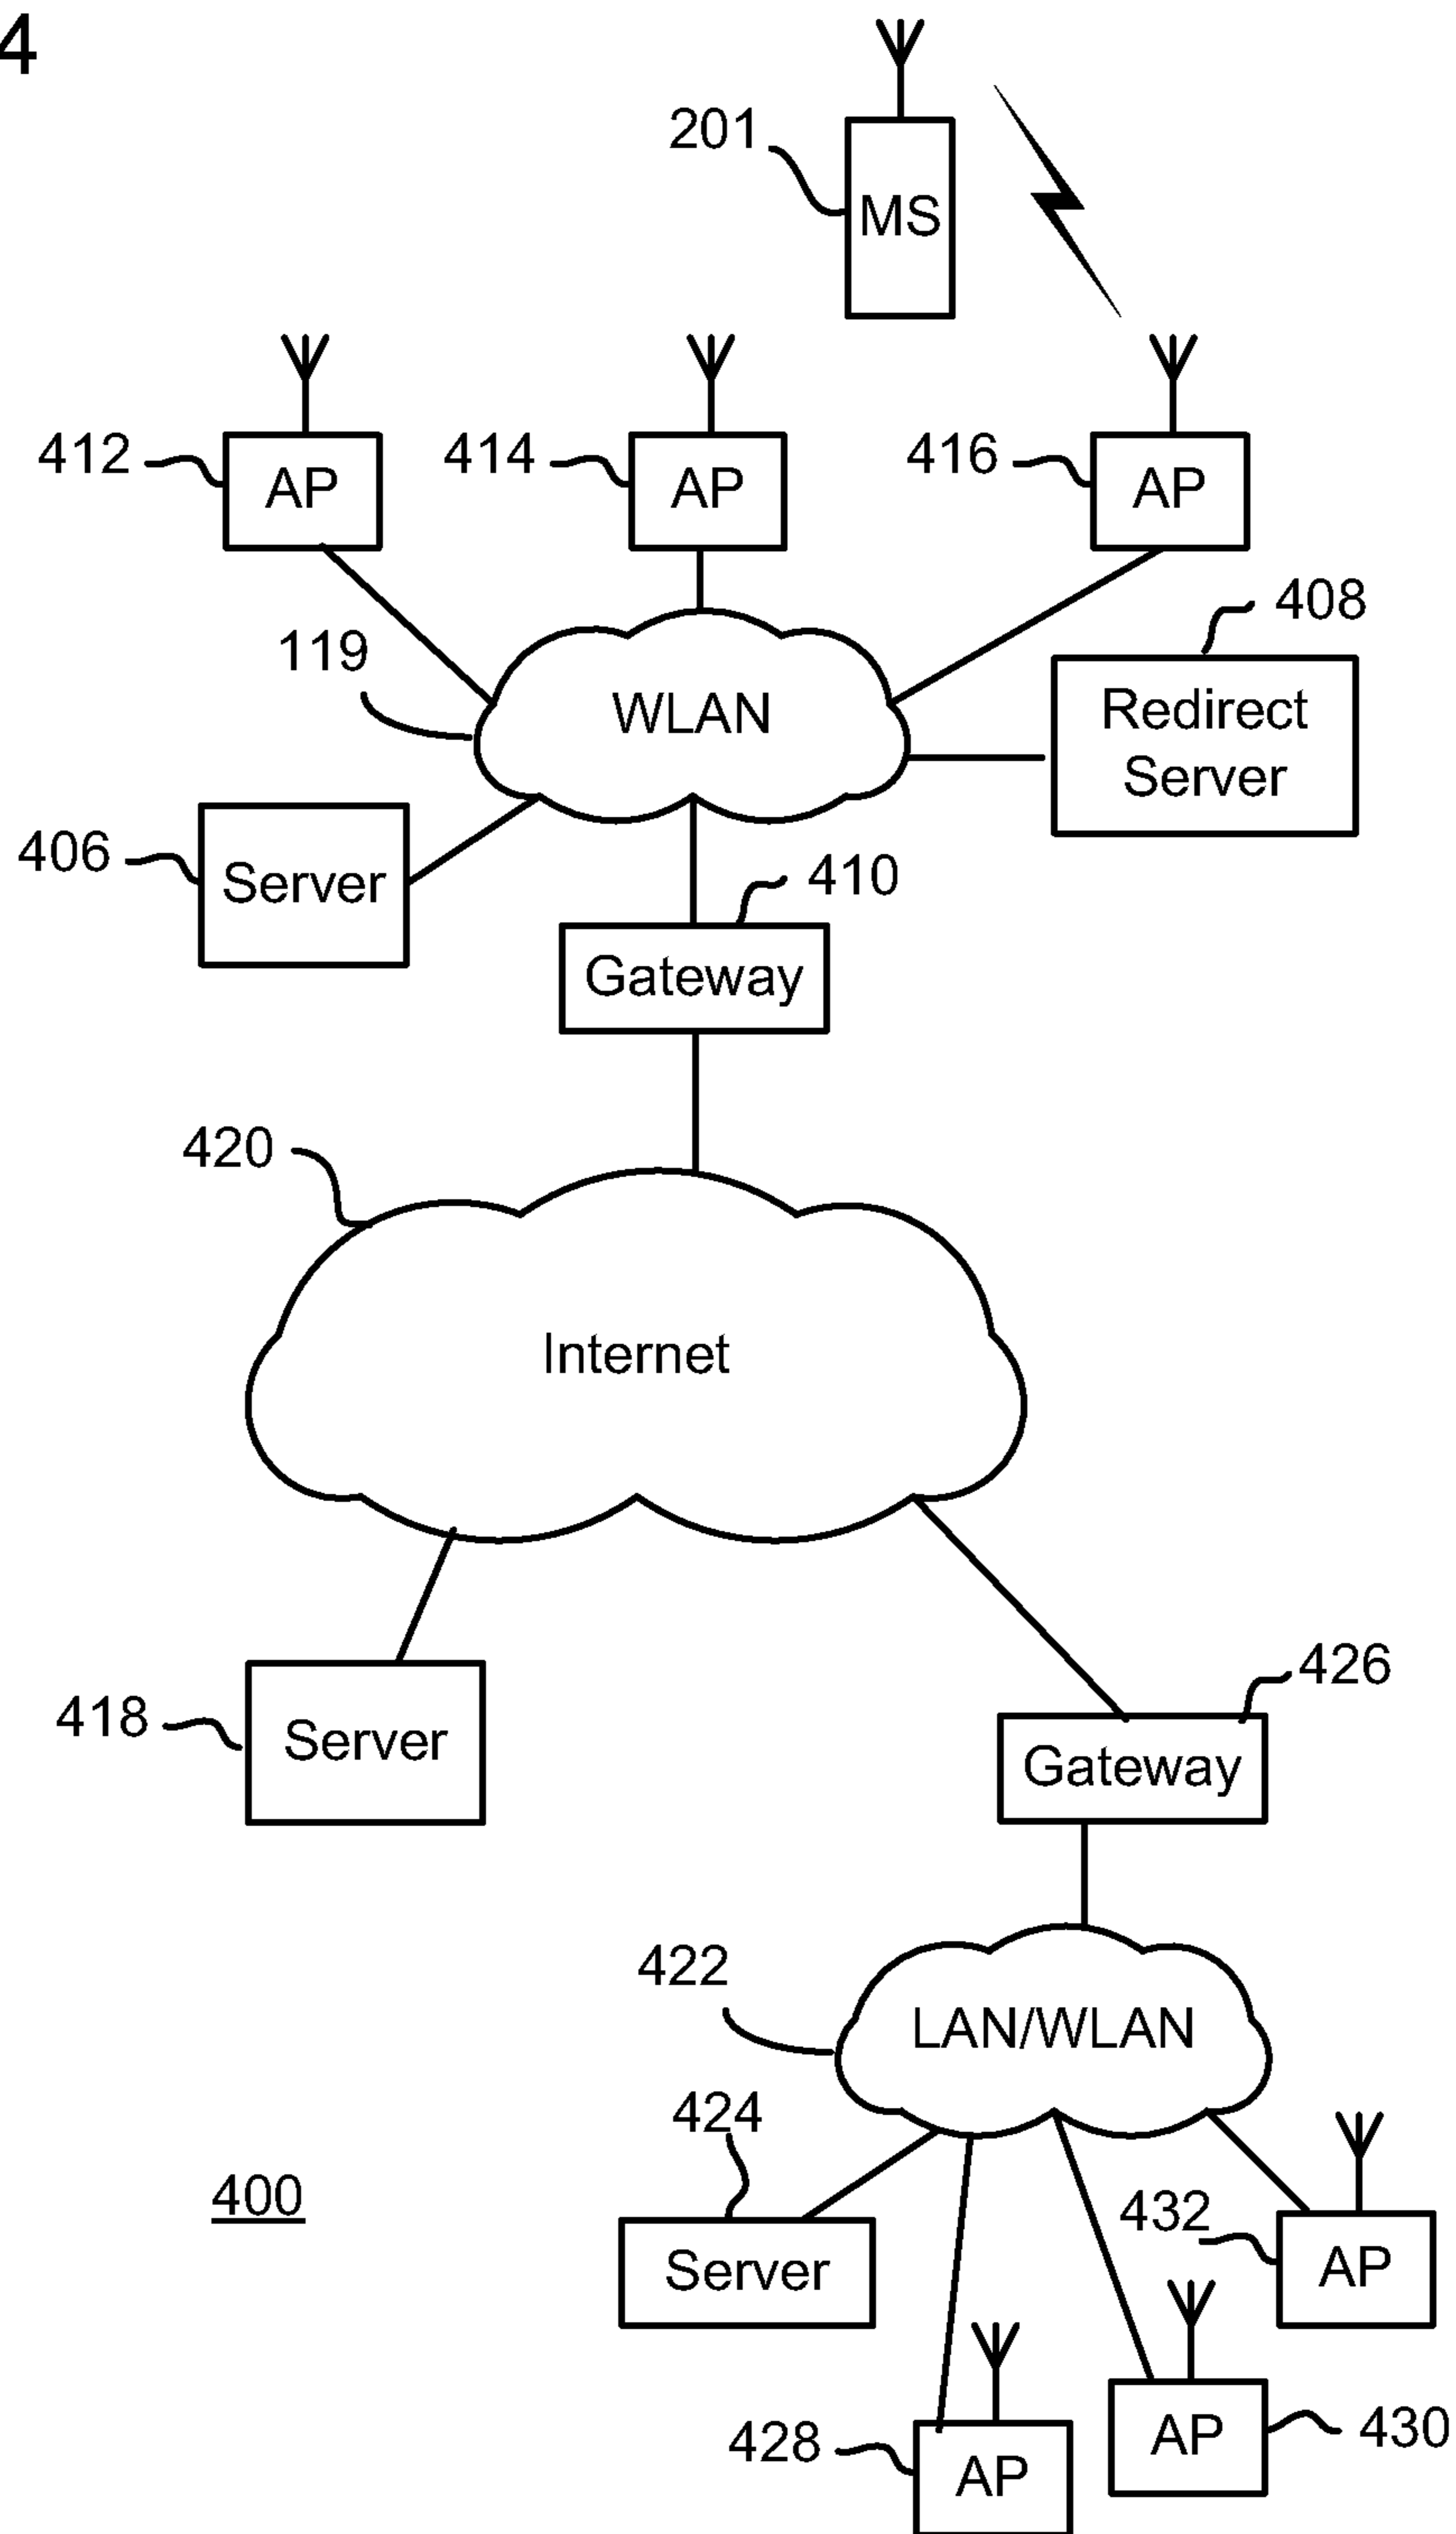 4
201
MS
412
AP
414
AP
416
AP
408
119
WLAN
Redirect
Server
406
Server
410
Gateway
420
Internet
418
Server
426
Gateway
422
LAN/WLAN
424
Server
400
432
AP
428
AP
AP
430